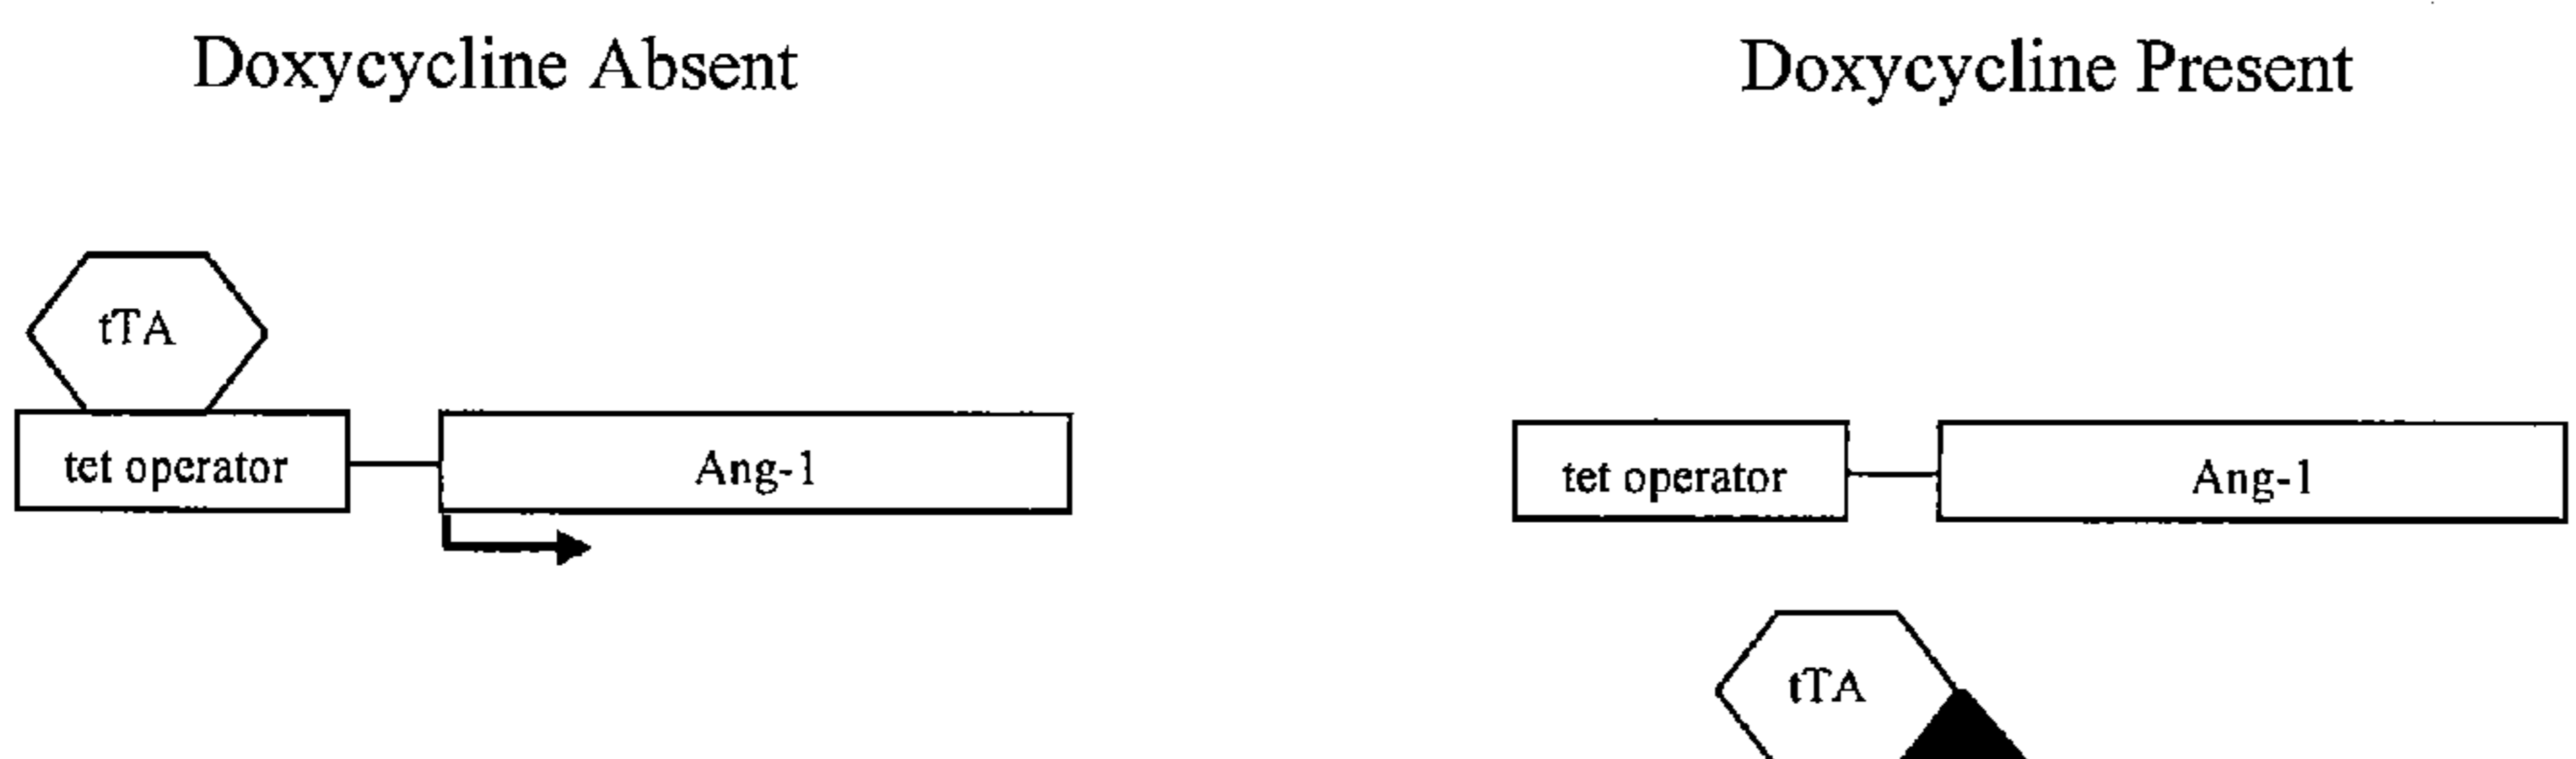 Doxycycline Absent
Doxycycline Present
tTA
tet operator
Ang-1
tet operator
Ang-1
tTA